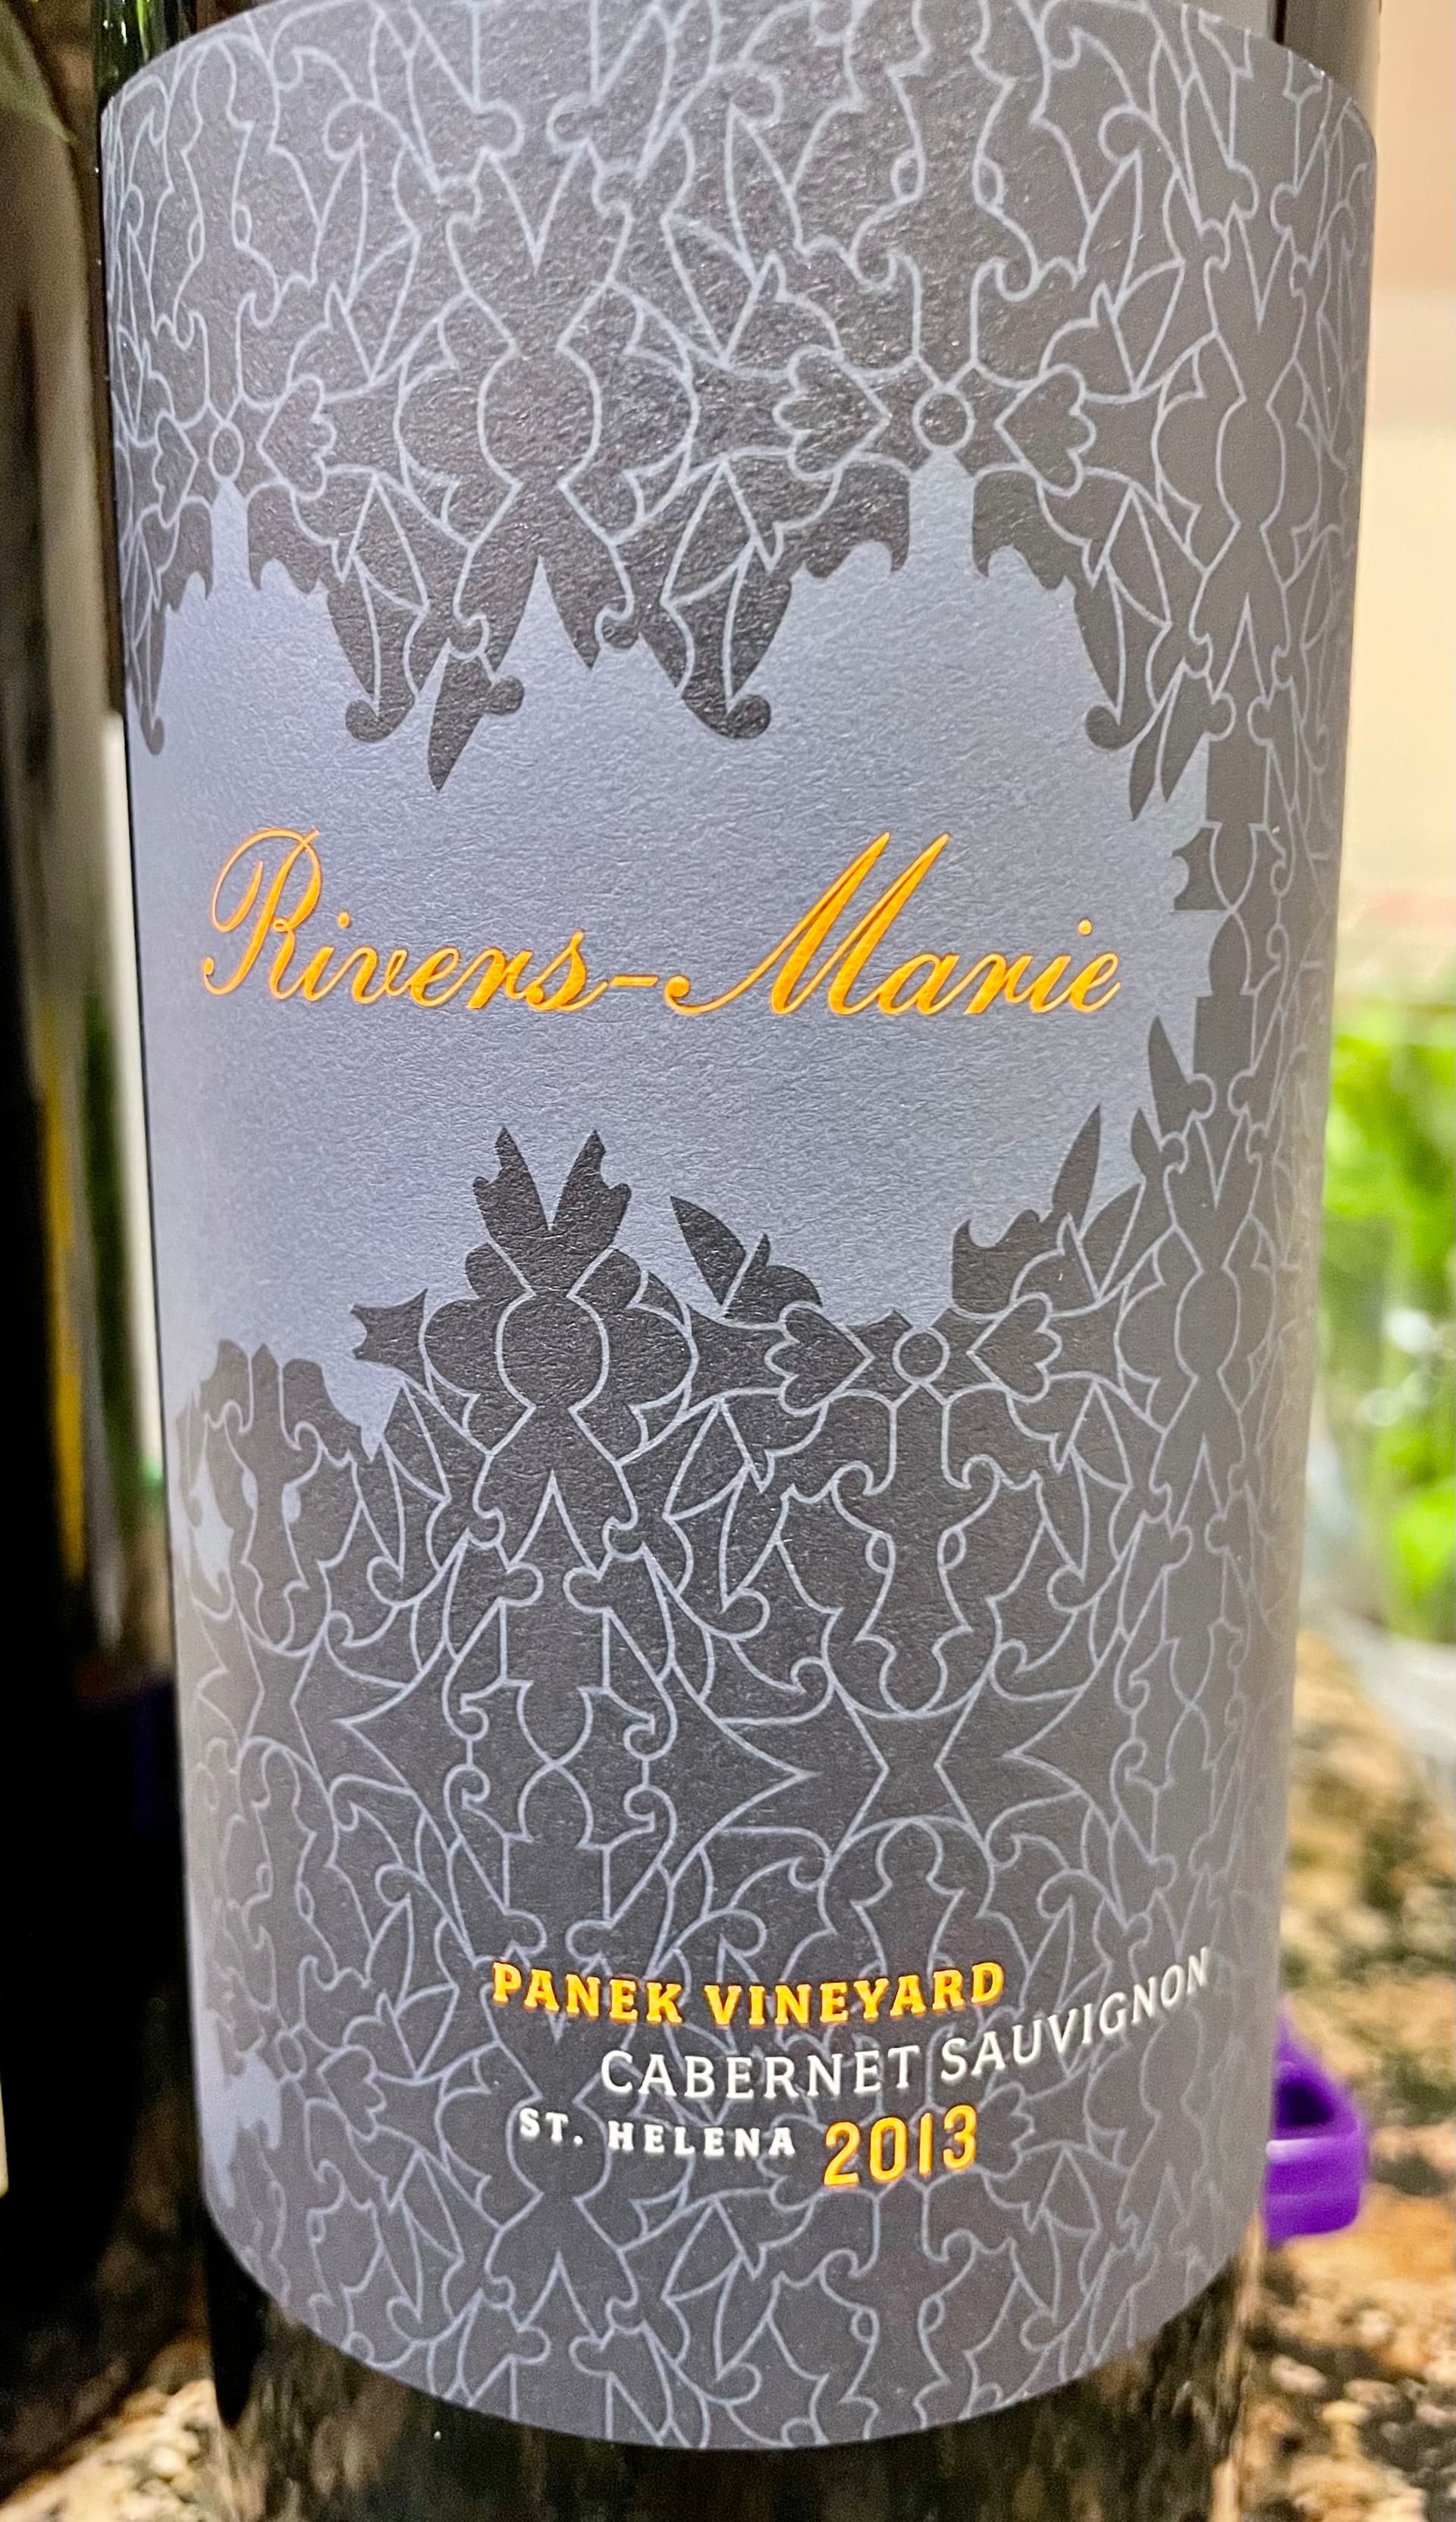 Rivers-Marie
PANEK VINEYARD
CABERNET SAUVIGNON
ST. HELENA 2013